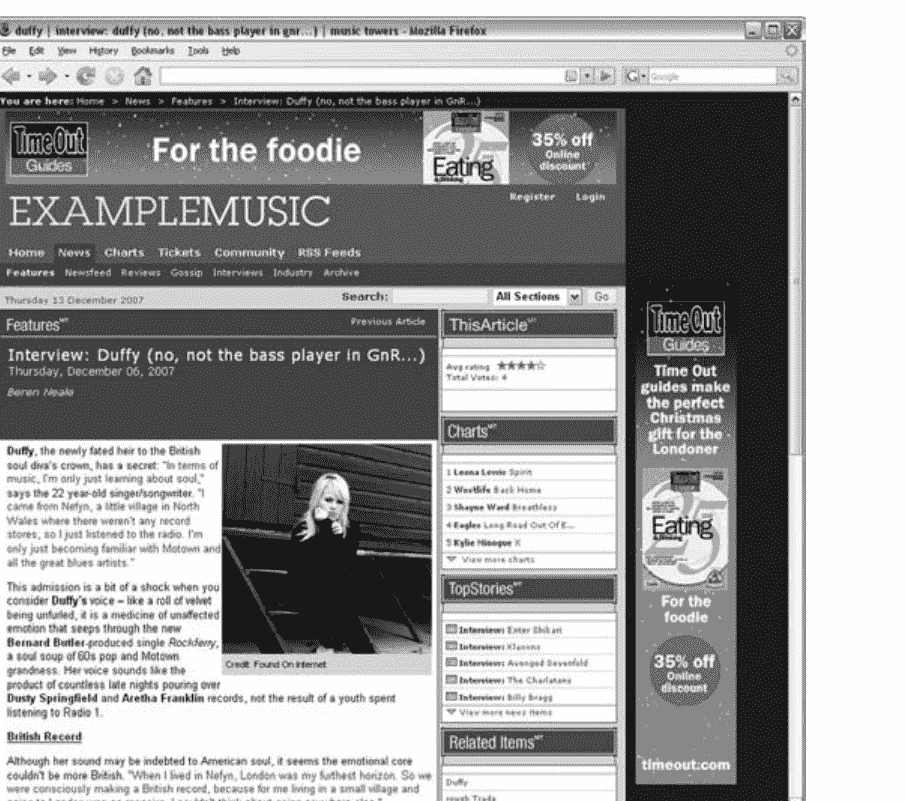 duffy | interview: duffy (no, not the bass player in gnr...) | music towers - Mozilla Firefox
File Edit View History Bookmarks Tools Help
Google
You are here: Home > News > Features > Interview: Duffy (no, not the bass player in GnR...)
TimeOut
Guides
For the foodie
Eating
35% off
Online
discount
Register Login
EXAMPLEMUSIC
Home News Charts Tickets Community RSS Feeds
Features Newsfeed Reviews Gossip Interviews Industry Archive
Thursday 13 December 2007
Search: All Sections Go
Features
Previous Article
Interview: Duffy (no, not the bass player in GnR...)
Thursday, December 06, 2007
Beren Neale
Duffy, the newly fated heir to the British
soul diva's crown, has a secret: "In terms of
music, I'm only just learning about soul,"
says the 22 year-old singer/songwriter. "I
came from Nefyn, a little village in North
Wales where there weren't any record
stores, so I just listened to the radio. I'm
only just becoming familiar with Motown and
all the great blues artists."
This admission is a bit of a shock when you
consider Duffy's voice – like a roll of velvet
being unfurled, it is a medicine of unaffected
emotion that seeps through the new
Bernard Butler-produced single Rockferry,
a soul soup of 60s pop and Motown
grandness. Her voice sounds like the
product of countless late nights pouring over
Dusty Springfield and Aretha Franklin records, not the result of a youth spent
listening to Radio 1.
Credit: Found On Internet
British Record
Although her sound may be indebted to American soul, it seems the emotional core
couldn't be more British. "When I lived in Nefyn, London was my furthest horizon. So we
were consciously making a British record, because for me living in a small village and
ThisArticle
Avg rating
Total Votes: 4
Charts
1 Leona Lewis Spirit
2 Westlife Back Home
3 Shayne Ward Breathless
4 Eagles Long Road Out Of E...
5 Kylie Minogue X
View more charts
TopStories
Interview: Enter Shikari
Interview: Klaxons
Interview: Avenged Sevenfold
Interview: The Charlatans
Interview: Billy Bragg
View more news items
Related Items
Duffy
rough Trade
TimeOut
Guides
Time Out
guides make
the perfect
Christmas
gift for the
Londoner
Eating
For the
foodie
35% off
Online
discount
timeout.com